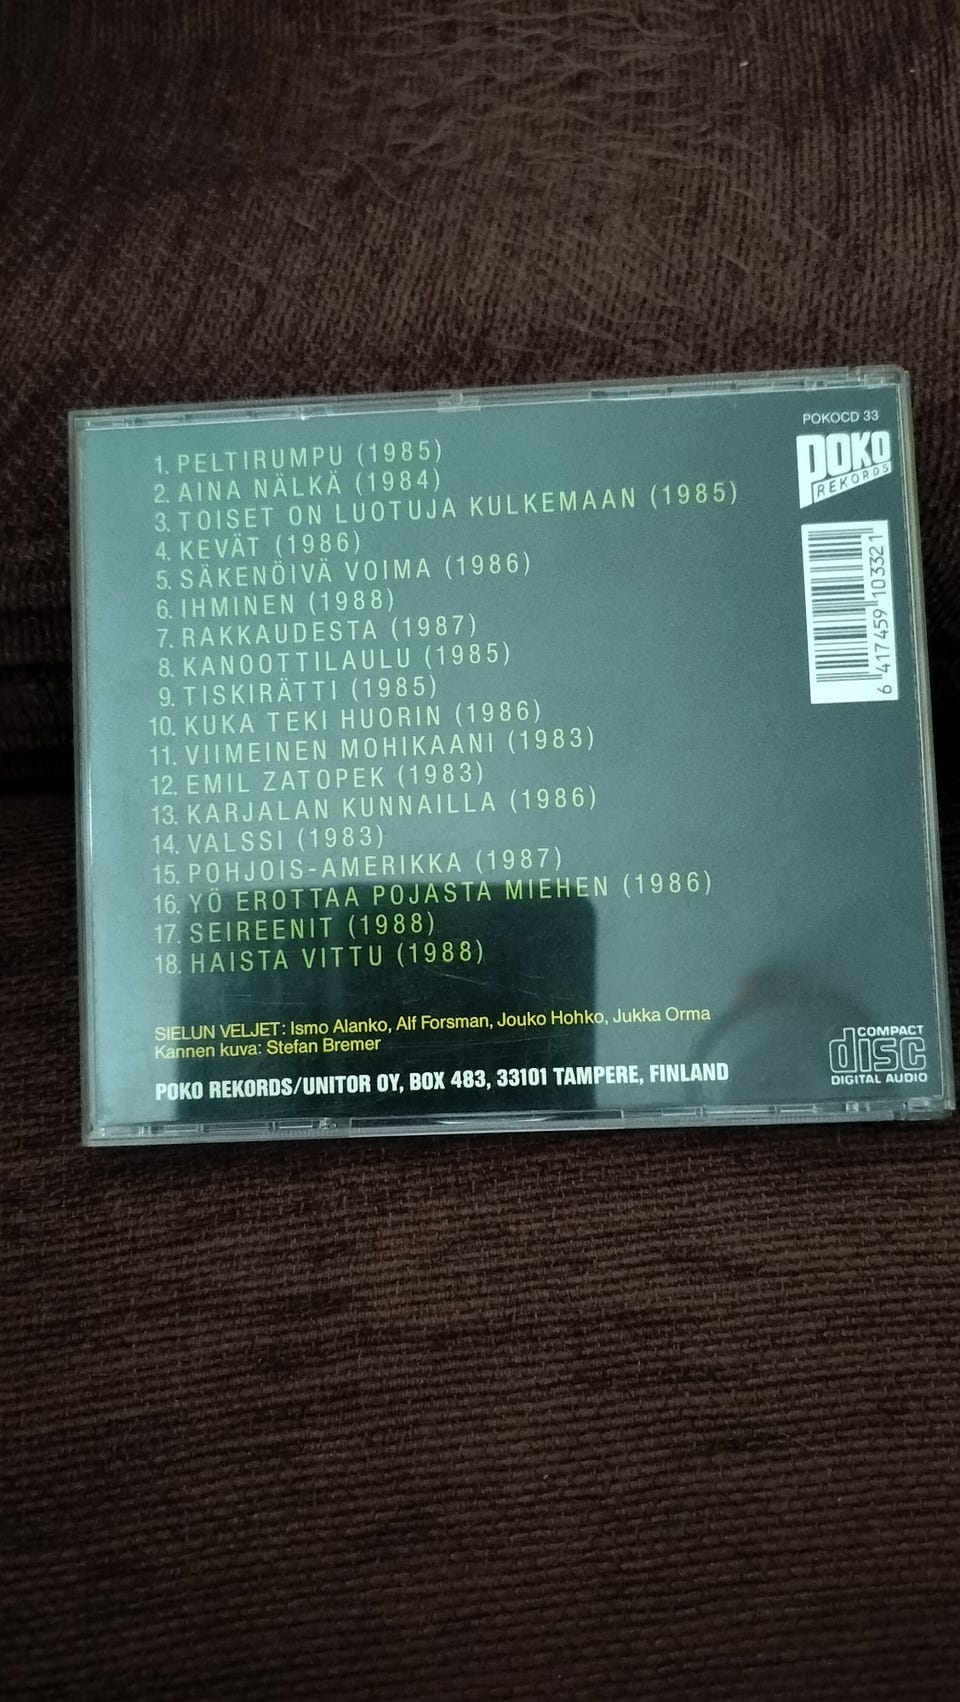 POKOCD 33
POKO
REKORDS
1. PELTIRUMPU (1985)
2. AINA NÄLKÄ (1984)
3. TOISET ON LUOTUJA KULKEMAAN (1985)
4. KEVÄT (1986)
5. SÄKENÖIVÄ VOIMA (1986)
6. IHMINEN (1988)
7. RAKKAUDESTA (1987)
8. KANOOTTILAULU (1985)
9. TISKIRÄTTI (1985)
10. KUKA TEKI HUORIN (1986)
11. VIIMEINEN MOHIKAANI (1983)
12. EMIL ZATOPEK (1983)
13. KARJALAN KUNNAILLA (1986)
14. VALSSI (1983)
15. POHJOIS-AMERIKKA (1987)
16. YÖ EROTTAA POJASTA MIEHEN (1986)
17. SEIREENIT (1988)
18. HAISTA VITTU (1988)
6 417459 103321
SIELUN VELJET: Ismo Alanko, Alf Forsman, Jouko Hohko, Jukka Orma
Kannen kuva: Stefan Bremer
POKO REKORDS/UNITOR OY, BOX 483, 33101 TAMPERE, FINLAND
COMPACT
disc
DIGITAL AUDIO